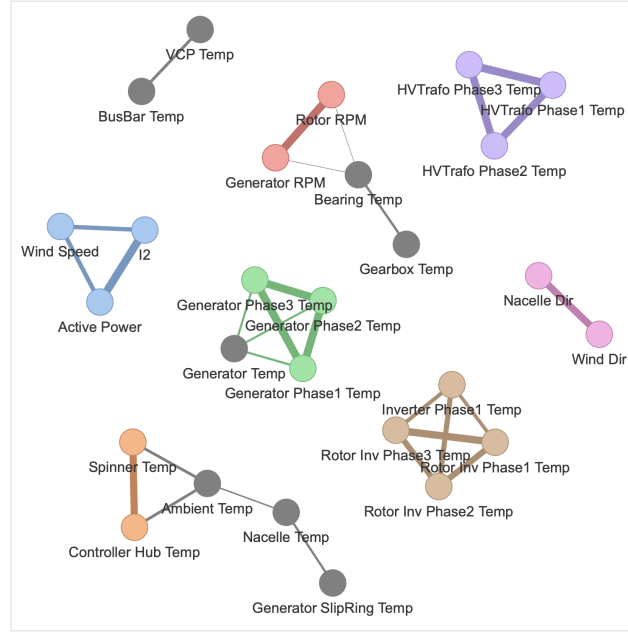 VCP Temp
BusBar Temp
HVTrafo Phase3 Temp
HVTrafo Phase1 Temp
HVTrafo Phase2 Temp
Rotor RPM
Generator RPM
Bearing Temp
Gearbox Temp
Wind Speed
I2
Active Power
Nacelle Dir
Wind Dir
Generator Phase3 Temp
Generator Phase2 Temp
Generator Temp
Generator Phase1 Temp
Inverter Phase1 Temp
Rotor Inv Phase3 Temp
Rotor Inv Phase1 Temp
Rotor Inv Phase2 Temp
Spinner Temp
Ambient Temp
Controller Hub Temp
Nacelle Temp
Generator SlipRing Temp